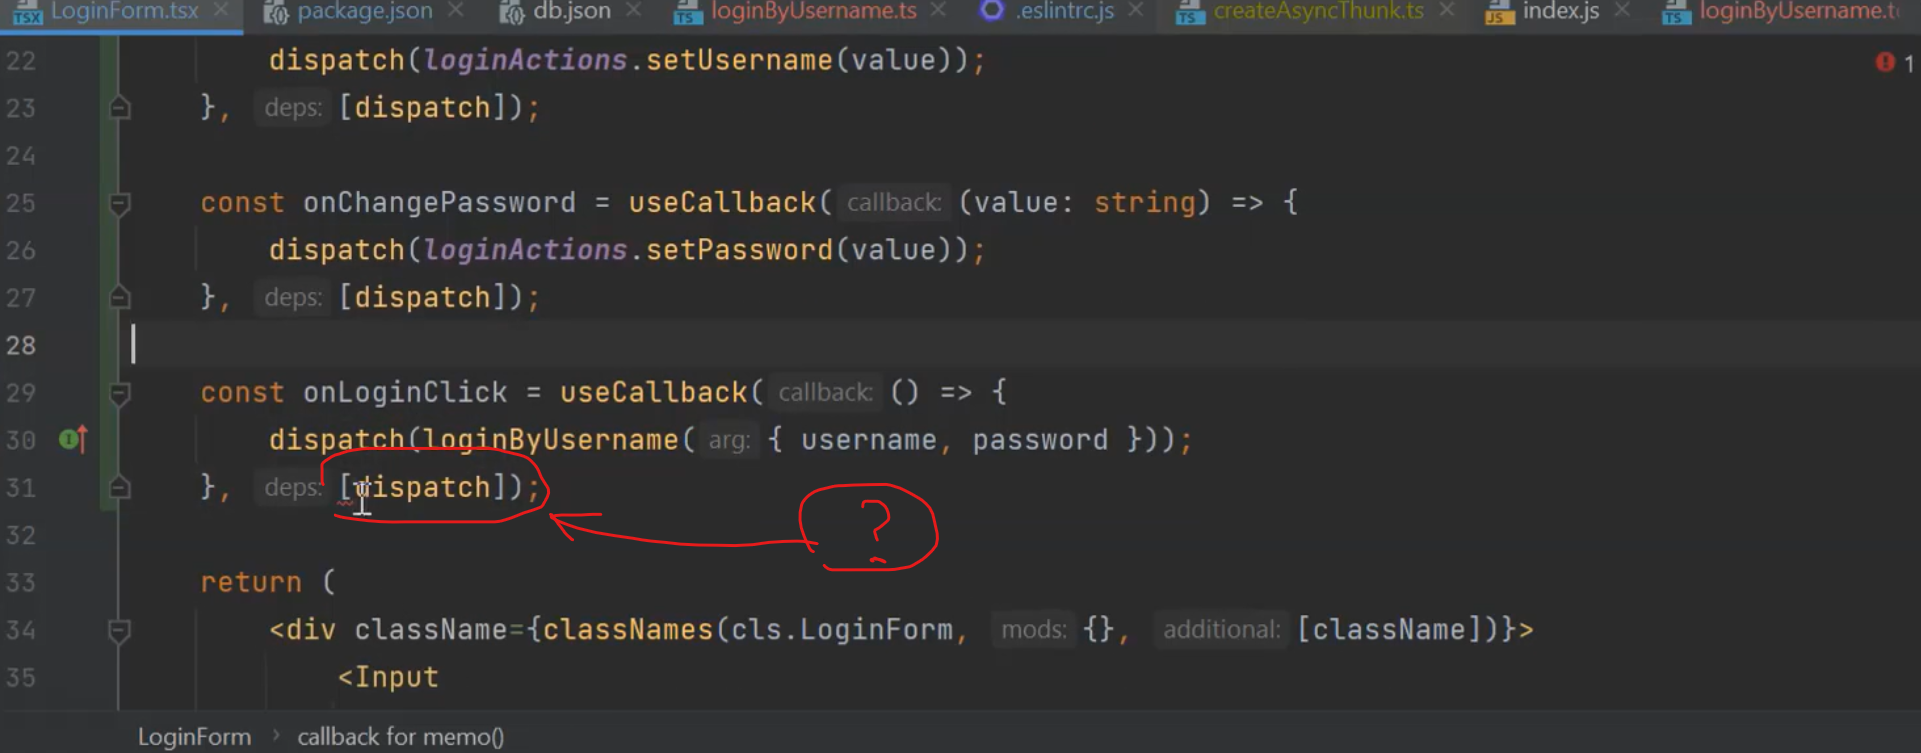 LoginForm.tsx package.json db.json loginByUsername.ts .eslintrc.js createAsyncThunk.ts index.js loginByUsername.t
22 dispatch(loginActions.setUsername(value)); 1
23 }, deps: [dispatch]);
24
25 const onChangePassword = useCallback( callback: (value: string) => {
26 dispatch(loginActions.setPassword(value));
27 }, deps: [dispatch]);
28
29 const onLoginClick = useCallback( callback: () => {
30 dispatch(loginByUsername( arg: { username, password }));
31 }, deps: [dispatch]);
?
32
33 return (
34 <div className={classNames(cls.LoginForm, mods: {}, additional: [className])}>
35 <Input
LoginForm › callback for memo()